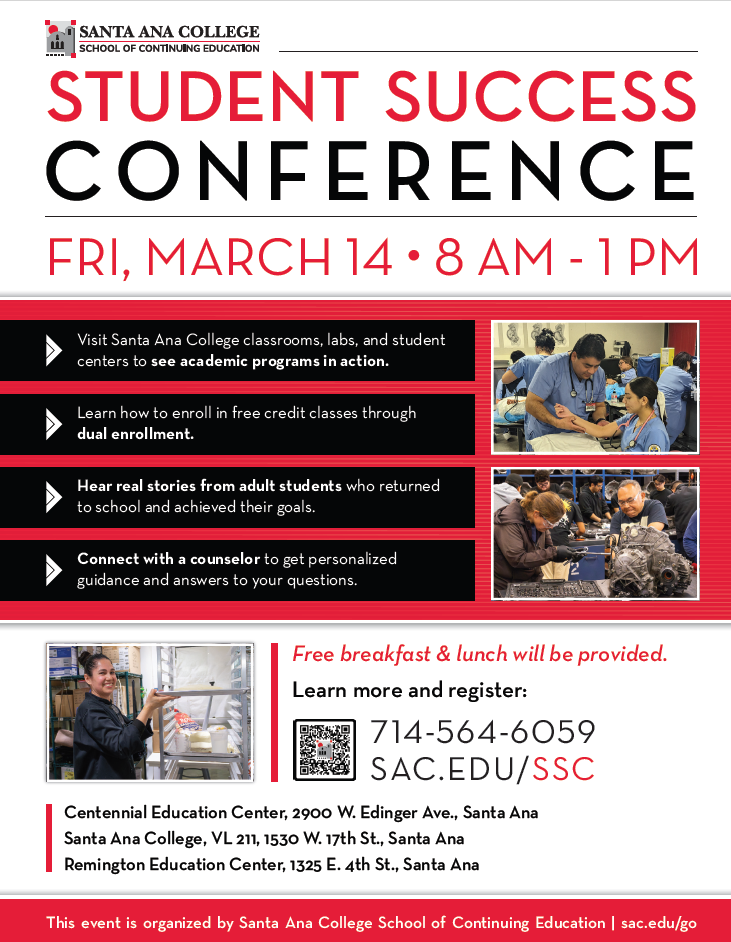 SANTA ANA COLLEGE
SCHOOL OF CONTINUING EDUCATION
STUDENT SUCCESS
CONFERENCE
FRI, MARCH 14 • 8 AM - 1 PM
Visit Santa Ana College classrooms, labs, and student
centers to see academic programs in action.
Learn how to enroll in free credit classes through
dual enrollment.
Hear real stories from adult students who returned
to school and achieved their goals.
Connect with a counselor to get personalized
guidance and answers to your questions.
Free breakfast & lunch will be provided.
Learn more and register:
714-564-6059
SAC.EDU/SSC
Centennial Education Center, 2900 W. Edinger Ave., Santa Ana
Santa Ana College, VL 211, 1530 W. 17th St., Santa Ana
Remington Education Center, 1325 E. 4th St., Santa Ana
This event is organized by Santa Ana College School of Continuing Education | sac.edu/go